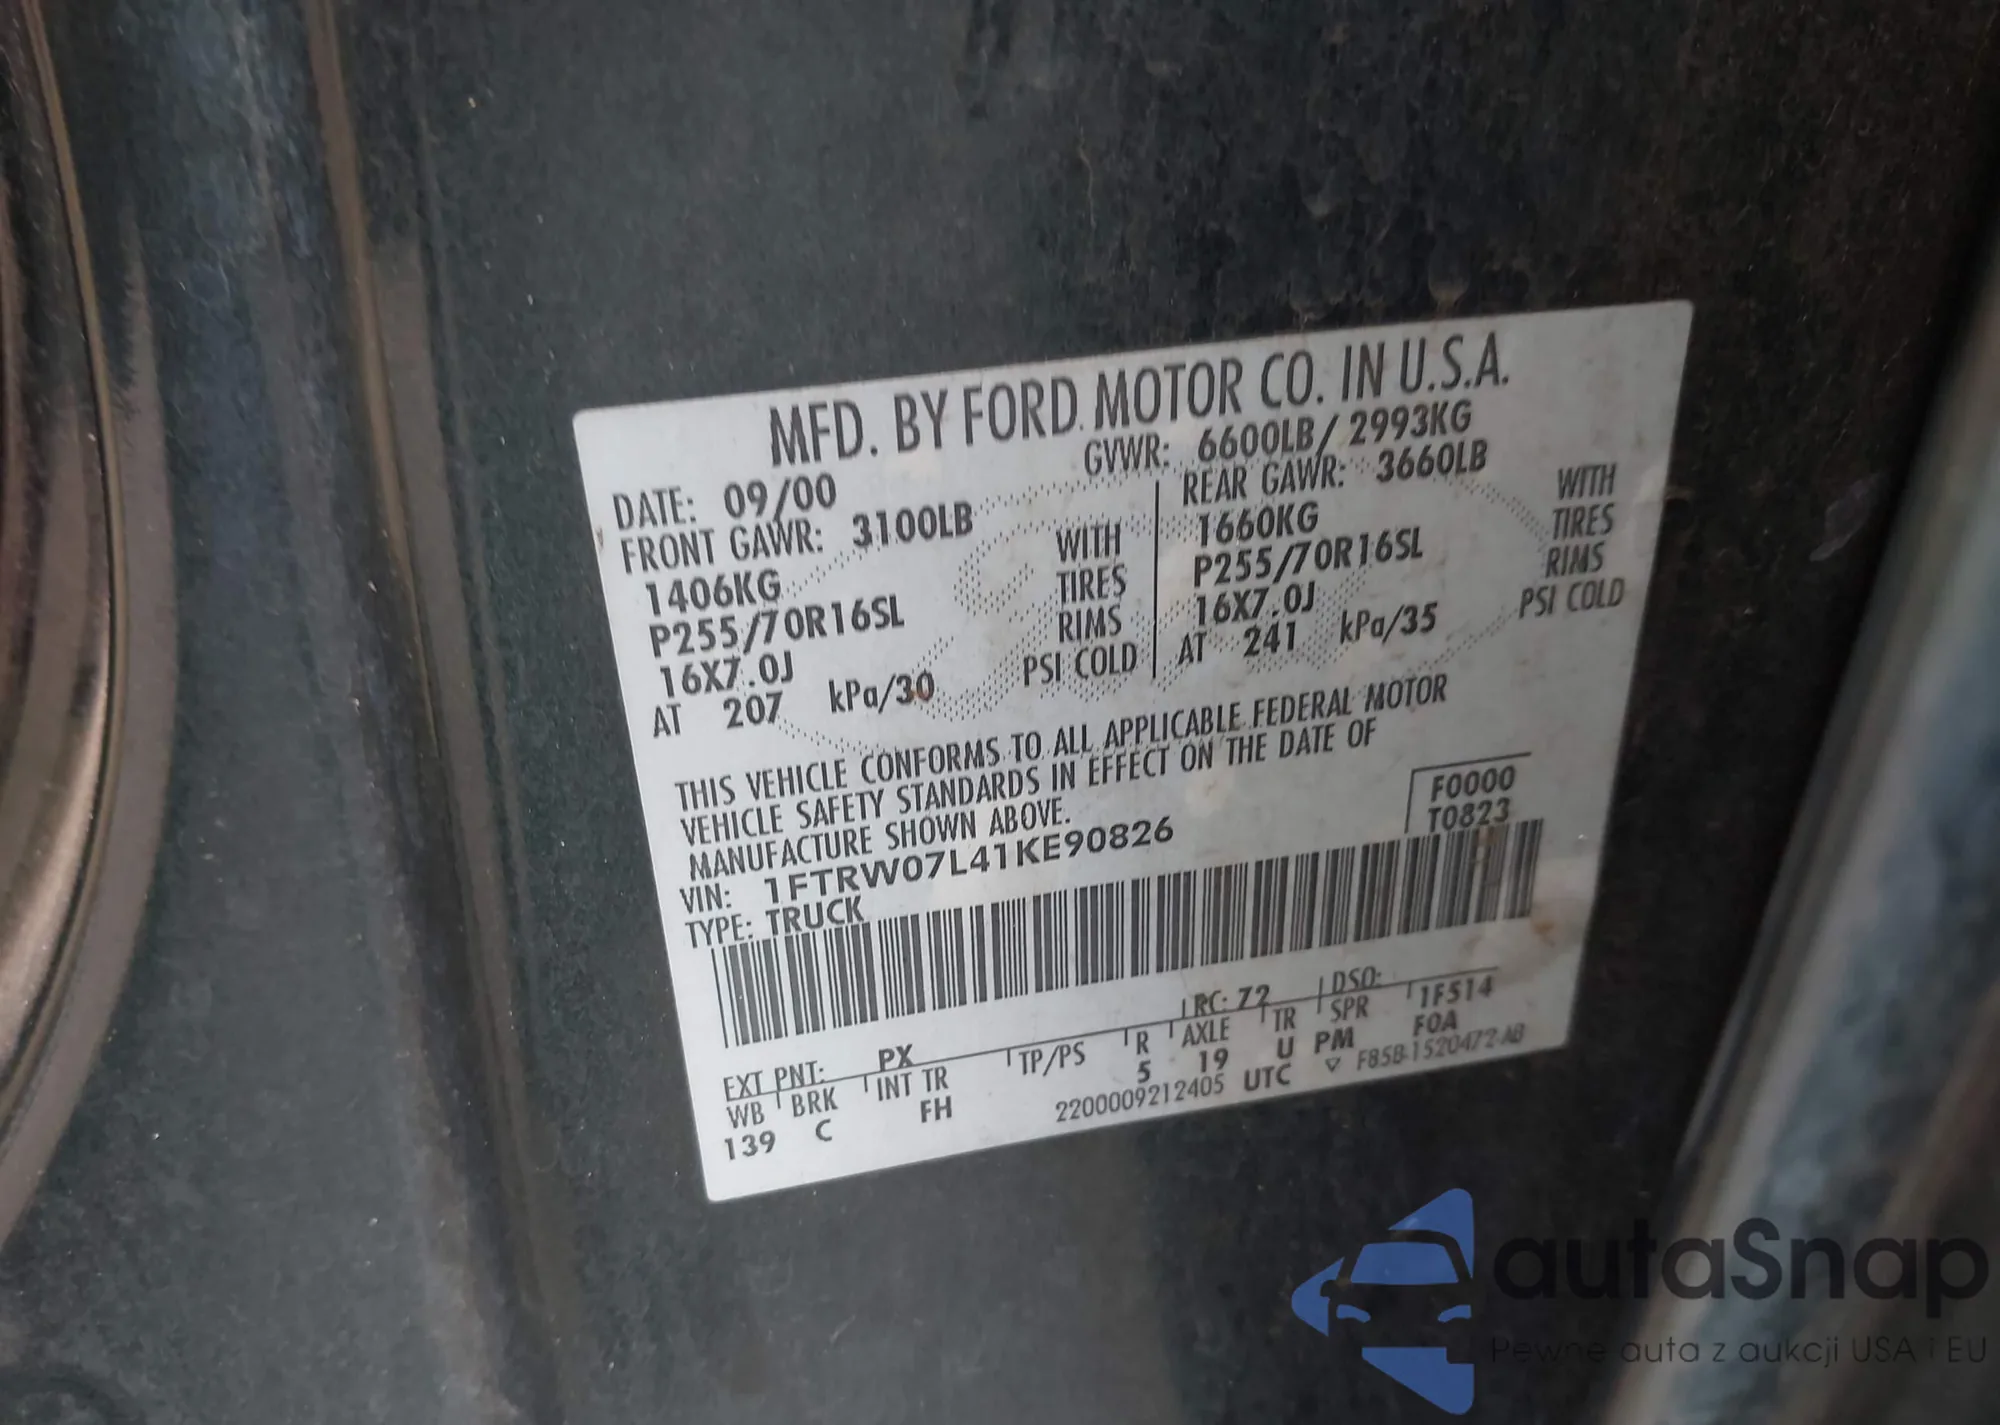 MFD. BY FORD MOTOR CO. IN U.S.A.
DATE: 09/00 GVWR: 6600LB/ 2993KG
FRONT GAWR: 3100LB REAR GAWR: 3660LB
1406KG WITH 1660KG WITH
P255/70R16SL TIRES P255/70R16SL TIRES
16X7.0J RIMS 16X7.0J RIMS
AT 207 kPa/30 PSI COLD AT 241 kPa/35 PSI COLD
THIS VEHICLE CONFORMS TO ALL APPLICABLE FEDERAL MOTOR
VEHICLE SAFETY STANDARDS IN EFFECT ON THE DATE OF
MANUFACTURE SHOWN ABOVE.
F0000
VIN: 1FTRW07L41KE90826 T0823
TYPE: TRUCK
EXT PNT: PX RC: 72 DSO: 1F514
WB BRK INT TR TP/PS R AXLE TR SPR F0A
139 C FH 5 19 U PM
2200009212405 UTC ▽ F85B-1520472-AB
autaSnap
Pewne auta z aukcji USA i EU